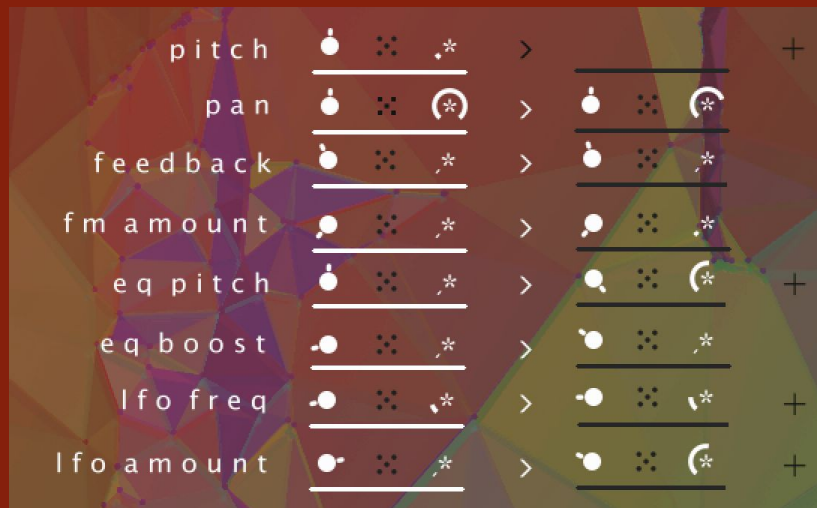 pitch * > +
pan * > *
feedback * > *
fm amount * > *
eq pitch * > * +
eq boost * > *
lfo freq * > * +
lfo amount * > * +